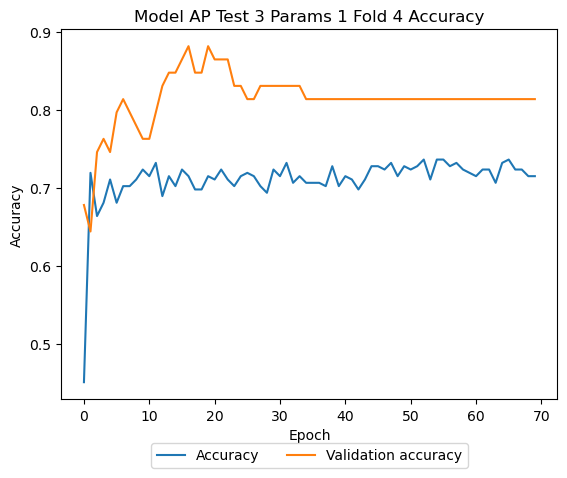 Model AP Test 3 Params 1 Fold 4 Accuracy
0.9
0.8
0.7
0.6
0.5
Accuracy
0 10 20 30 40 50 60 70
Epoch
Accuracy Validation accuracy